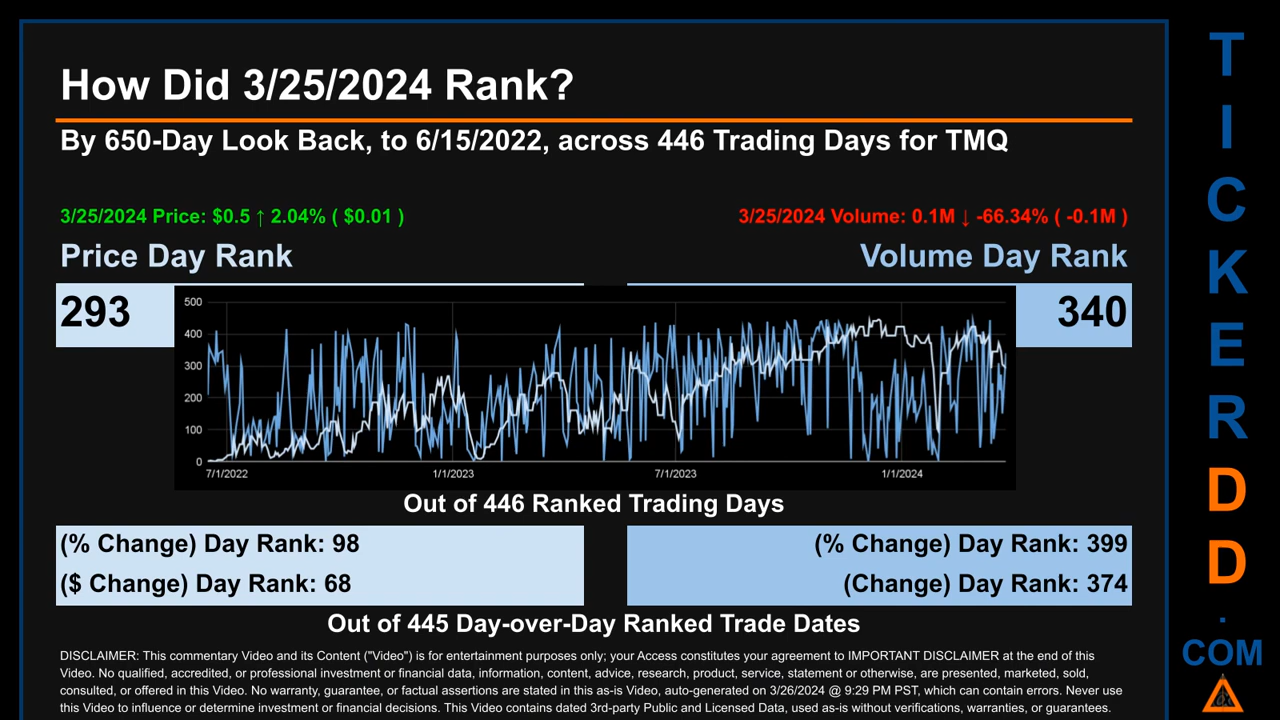 How Did 3/25/2024 Rank?
By 650-Day Look Back, to 6/15/2022, across 446 Trading Days for TMQ
3/25/2024 Price: $0.5 ↑ 2.04% ( $0.01 )
3/25/2024 Volume: 0.1M ↓ -66.34% ( -0.1M )
Price Day Rank
Volume Day Rank
293
340
500
400
300
200
100
0
7/1/2022
1/1/2023
7/1/2023
1/1/2024
Out of 446 Ranked Trading Days
(% Change) Day Rank: 98
($ Change) Day Rank: 68
(% Change) Day Rank: 399
(Change) Day Rank: 374
Out of 445 Day-over-Day Ranked Trade Dates
DISCLAIMER: This commentary Video and its Content ("Video") is for entertainment purposes only; your Access constitutes your agreement to IMPORTANT DISCLAIMER at the end of this
Video. No qualified, accredited, or professional investment or financial data, information, content, advice, research, product, service, statement or otherwise, are presented, marketed, sold,
consulted, or offered in this Video. No warranty, guarantee, or factual assertions are stated in this as-is Video, auto-generated on 3/26/2024 @ 9:29 PM PST, which can contain errors. Never use
this Video to influence or determine investment or financial decisions. This Video contains dated 3rd-party Public and Licensed Data, used as-is without verifications, warranties, or guarantees.
T
I
C
K
E
R
D
D
.
COM